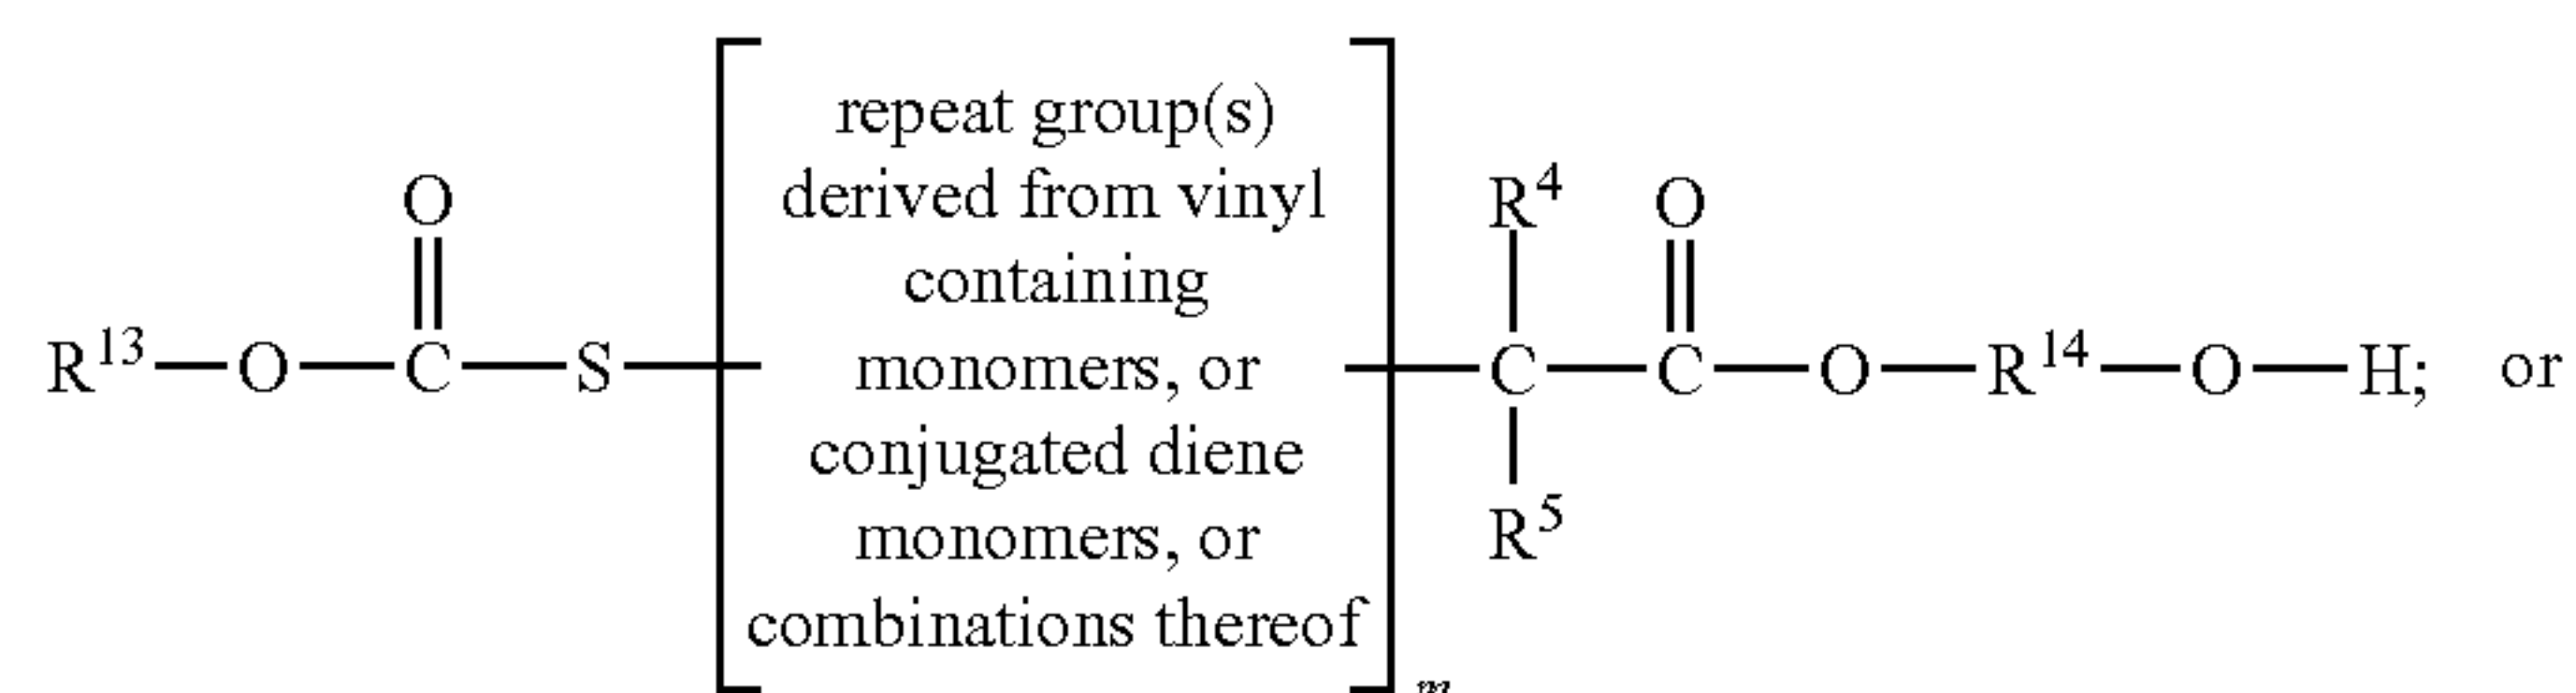 repeat group(s)
derived from vinyl
containing
monomers, or
conjugated diene
monomers, or
combinations thereof
O
R⁴ O
R¹³—O—C—S— —C—C—O—R¹⁴—O—H; or
R⁵
m